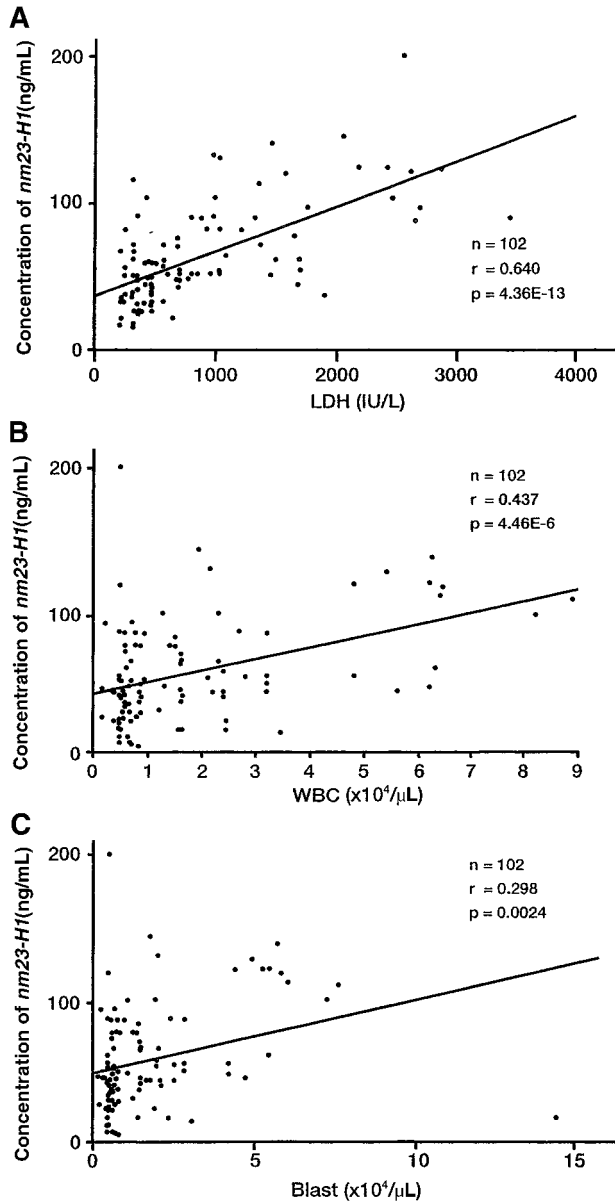 A
Concentration of nm23-H1(ng/mL)
200
100
0
n = 102
r = 0.640
p = 4.36E-13
0 1000 2000 3000 4000
LDH (IU/L)
B
Concentration of nm23-H1(ng/mL)
200
100
0
n = 102
r = 0.437
p = 4.46E-6
0 1 2 3 4 5 6 7 8 9
WBC (x10⁴/μL)
C
Concentration of nm23-H1(ng/mL)
200
100
0
n = 102
r = 0.298
p = 0.0024
0 5 10 15
Blast (x10⁴/μL)